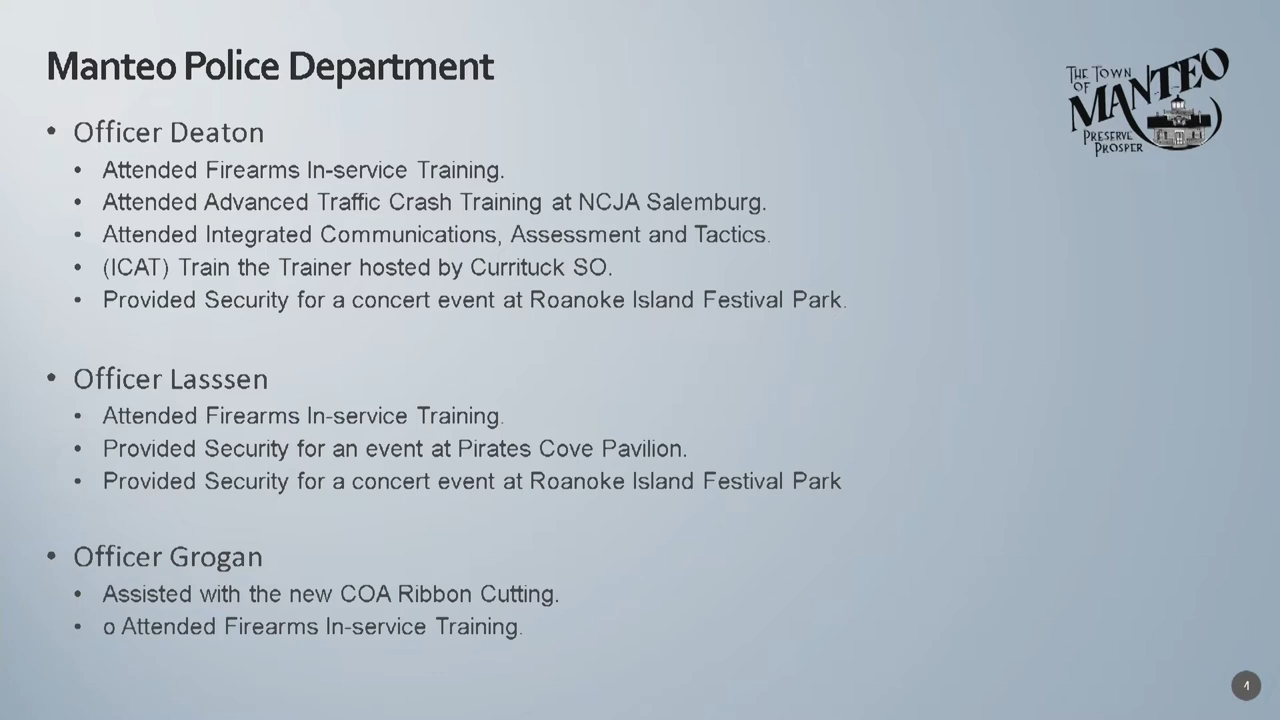 Manteo Police Department
THE TOWN
OF
MANTEO
PRESERVE
PROSPER
• Officer Deaton
• Attended Firearms In-service Training.
• Attended Advanced Traffic Crash Training at NCJA Salemburg.
• Attended Integrated Communications, Assessment and Tactics.
• (ICAT) Train the Trainer hosted by Currituck SO.
• Provided Security for a concert event at Roanoke Island Festival Park.
• Officer Lasssen
• Attended Firearms In-service Training.
• Provided Security for an event at Pirates Cove Pavilion.
• Provided Security for a concert event at Roanoke Island Festival Park
• Officer Grogan
• Assisted with the new COA Ribbon Cutting.
• o Attended Firearms In-service Training.
4